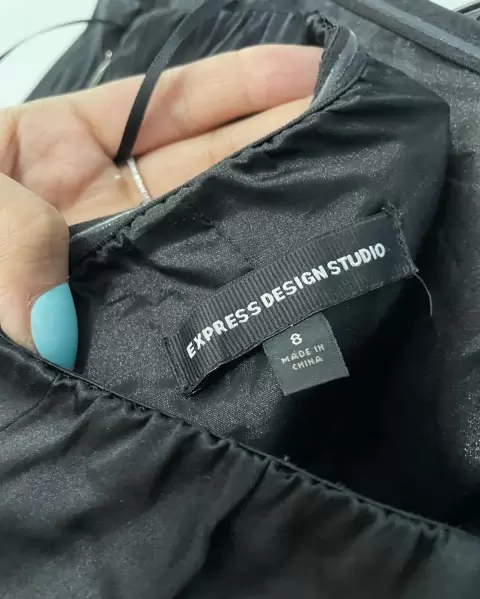 EXPRESS DESIGN STUDIO
8
MADE IN
CHINA